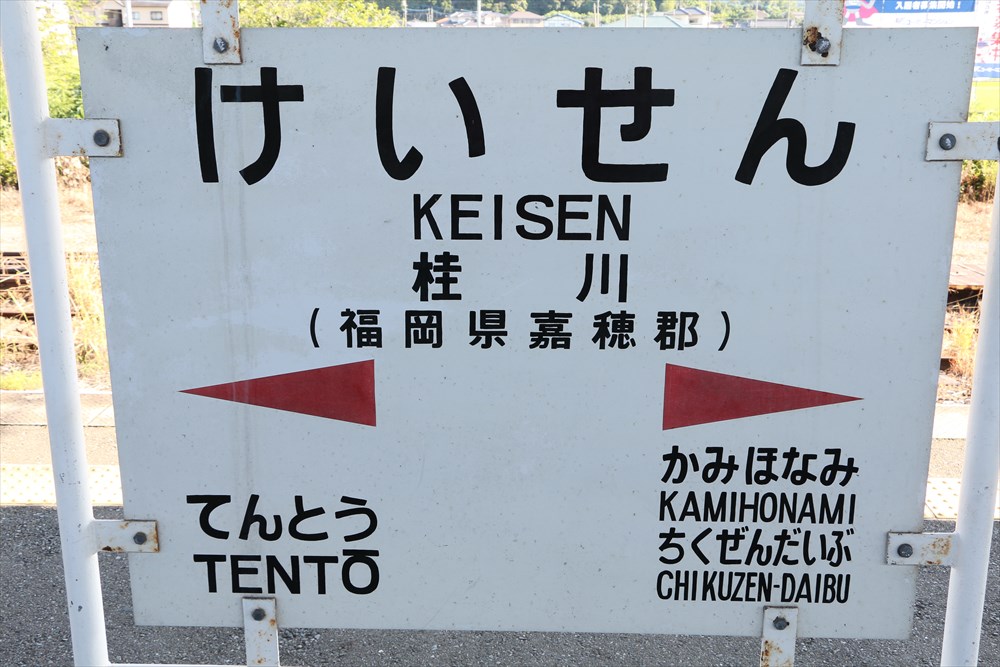 けいせん
KEISEN
桂川
(福岡県嘉穂郡)
てんとう
TENTŌ
かみほなみ
KAMIHONAMI
ちくぜんだいぶ
CHIKUZEN-DAIBU